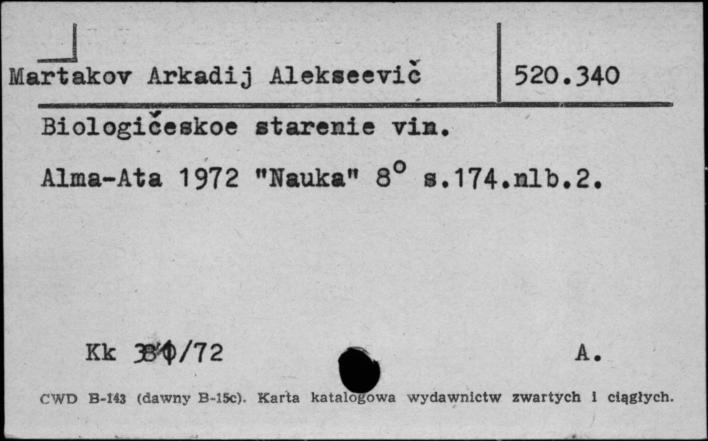 Martakov Arkadij Alekseevič 520.340
Biologičeskoe starenie vin.
Alma-Ata 1972 "Nauka" 8° s.174.nlb.2.
Kk /72 A.
CWD B-143 (dawny B-15c). Karta katalogowa wydawnictw zwartych i ciągłych.